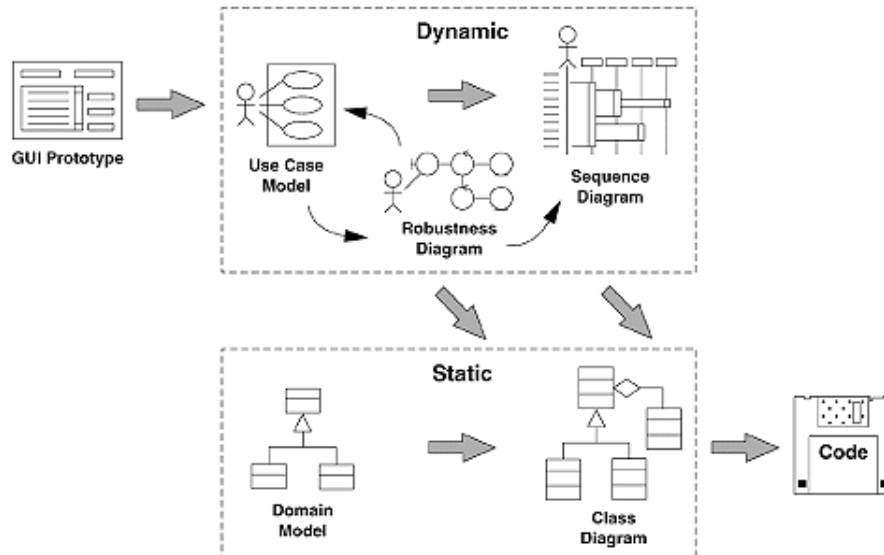 Dynamic
GUI Prototype
Use Case
Model
Robustness
Diagram
Sequence
Diagram
Static
Domain
Model
Class
Diagram
Code